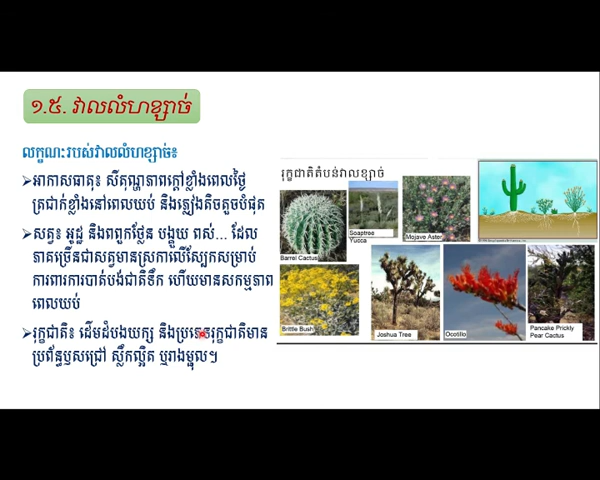 ១.៥. វាលលំហខ្សាច់
លក្ខណៈរបស់វាលលំហខ្សាច់៖
➢អាកាសធាតុ៖ សីតុណ្ហភាពក្តៅខ្លាំងពេលថ្ងៃ
ត្រជាក់ខ្លាំងនៅពេលយប់ និងភ្លៀងតិចតួចបំផុត
➢សត្វ៖ អូដ្ឋ និងពពួកថ្លែន បង្គួយ ពស់... ដែល
ភាគច្រើនជាសត្វមានស្រកាលើស្បែកសម្រាប់
ការពារការបាត់បង់ជាតិទឹក ហើយមានសកម្មភាព
ពេលយប់
➢រុក្ខជាតិ៖ ដើមដំបងយក្ស និងប្រភេទរុក្ខជាតិមាន
ប្រព័ន្ធឫសជ្រៅ ស្លឹកល្អិត ឬរាងម្ជុល។
រុក្ខជាតិតំបន់វាលខ្សាច់
Barrel Cactus
Soaptree
Yucca
Mojave Aster
Brittle Bush
Joshua Tree
Ocotillo
Pancake Prickly
Pear Cactus